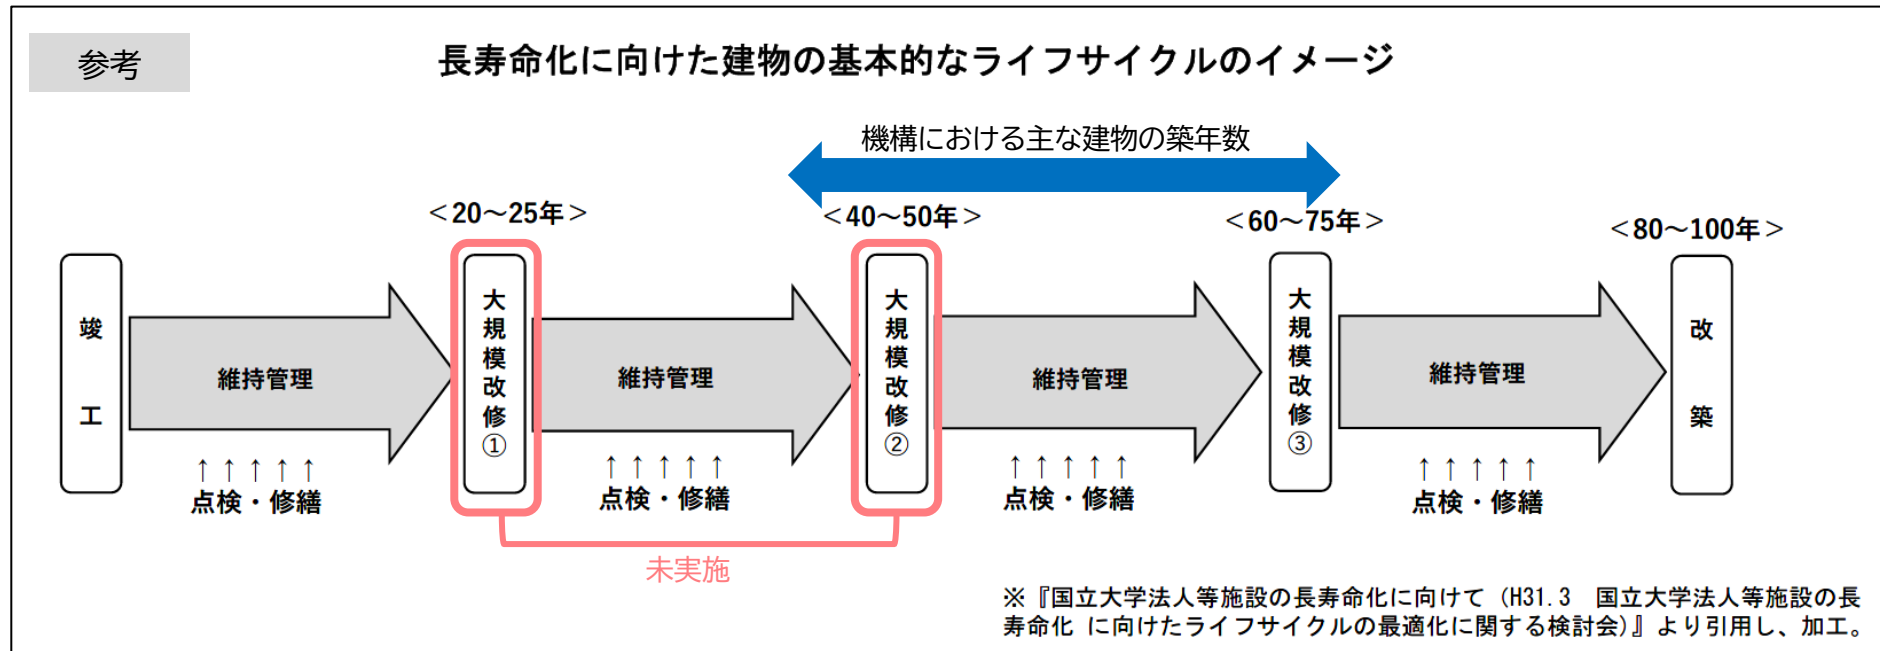 参考
長寿命化に向けた建物の基本的なライフサイクルのイメージ
機構における主な建物の築年数
＜20～25年＞
＜40～50年＞
＜60～75年＞
＜80～100年＞
竣工
維持管理
大規模改修①
維持管理
大規模改修②
維持管理
大規模改修③
維持管理
改築
↑ ↑ ↑ ↑ ↑
点検・修繕
↑ ↑ ↑ ↑ ↑
点検・修繕
↑ ↑ ↑ ↑ ↑
点検・修繕
↑ ↑ ↑ ↑ ↑
点検・修繕
未実施
※『国立大学法人等施設の長寿命化に向けて（H31.3　国立大学法人等施設の長
寿命化 に向けたライフサイクルの最適化に関する検討会)』より引用し、加工。